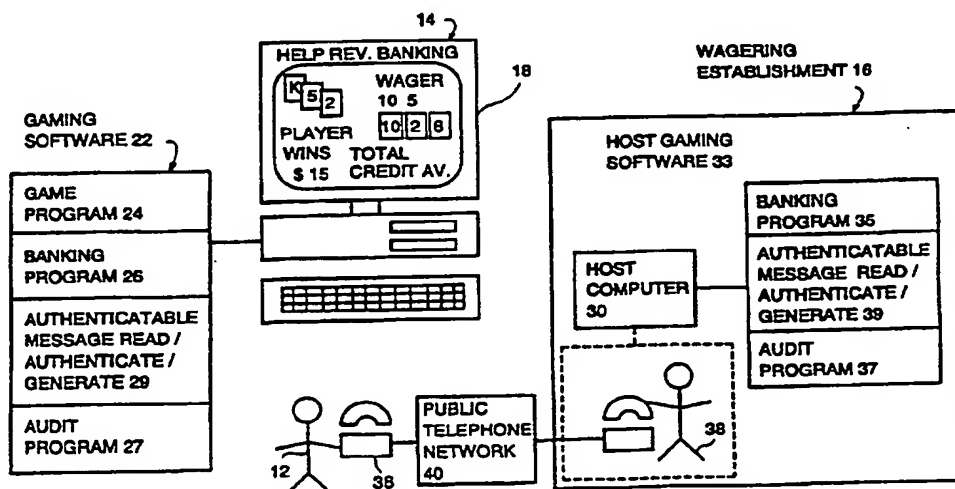 14
HELP REV. BANKING
K 5 2
WAGER
10 5
10 2 8
PLAYER
WINS
$ 15
TOTAL
CREDIT AV.
18
GAMING
SOFTWARE 22
GAME
PROGRAM 24
BANKING
PROGRAM 26
AUTHENTICATABLE
MESSAGE READ /
AUTHENTICATE /
GENERATE 29
AUDIT
PROGRAM 27
12
38
PUBLIC
TELEPHONE
NETWORK
40
WAGERING
ESTABLISHMENT 16
HOST GAMING
SOFTWARE 33
HOST
COMPUTER
30
BANKING
PROGRAM 35
AUTHENTICATABLE
MESSAGE READ /
AUTHENTICATE /
GENERATE 39
AUDIT
PROGRAM 37
38